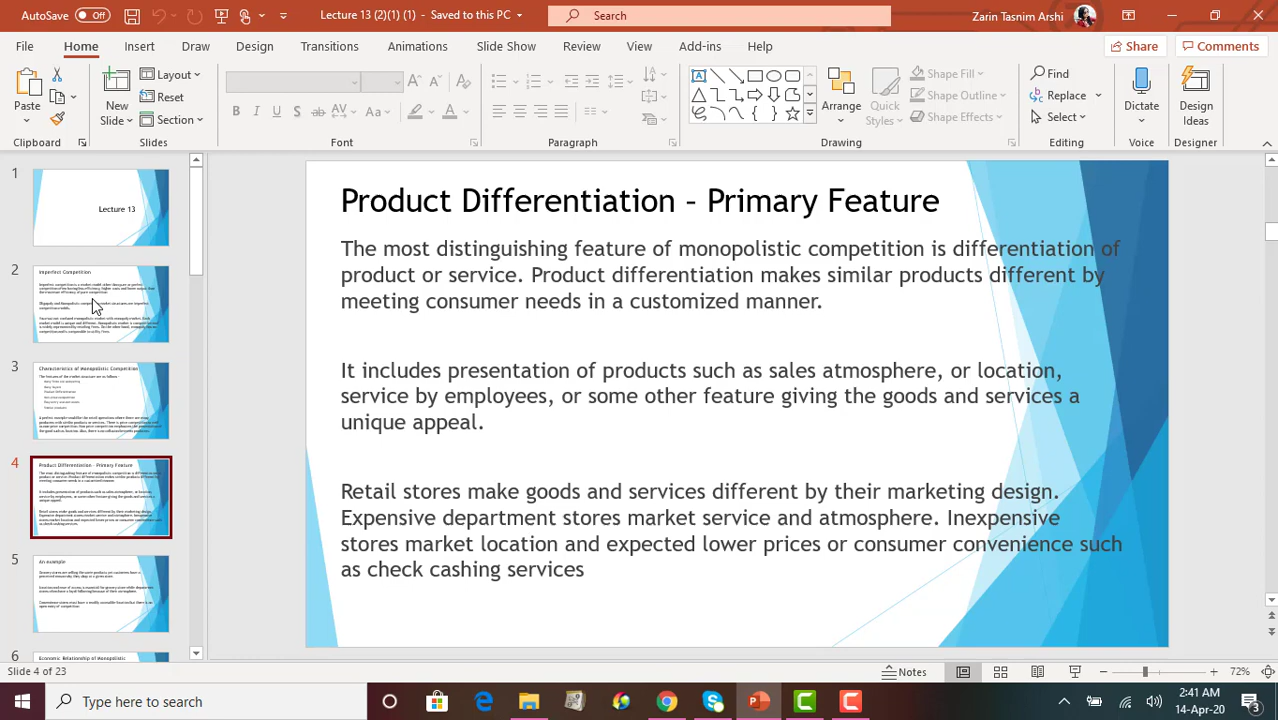 AutoSave Off Lecture 13 (2)(1) (1) - Saved to this PC Search Zarin Tasnim Arshi
File Home Insert Draw Design Transitions Animations Slide Show Review View Add-ins Help Share Comments
Paste New Slide Layout Reset Section Arrange Quick Styles Shape Fill Shape Outline Shape Effects Find Replace Select Dictate Design Ideas
Clipboard Slides Font Paragraph Drawing Editing Voice Designer
1
Lecture 13
2
Imperfect Competition
3
Characteristics of Monopolistic Competition
4
Product Differentiation - Primary Feature
5
An example
6
Economic Relationship of Monopolistic
Product Differentiation - Primary Feature
The most distinguishing feature of monopolistic competition is differentiation of
product or service. Product differentiation makes similar products different by
meeting consumer needs in a customized manner.
It includes presentation of products such as sales atmosphere, or location,
service by employees, or some other feature giving the goods and services a
unique appeal.
Retail stores make goods and services different by their marketing design.
Expensive department stores market service and atmosphere. Inexpensive
stores market location and expected lower prices or consumer convenience such
as check cashing services
Slide 4 of 23 Notes 72%
Type here to search 2:41 AM
14-Apr-20 3